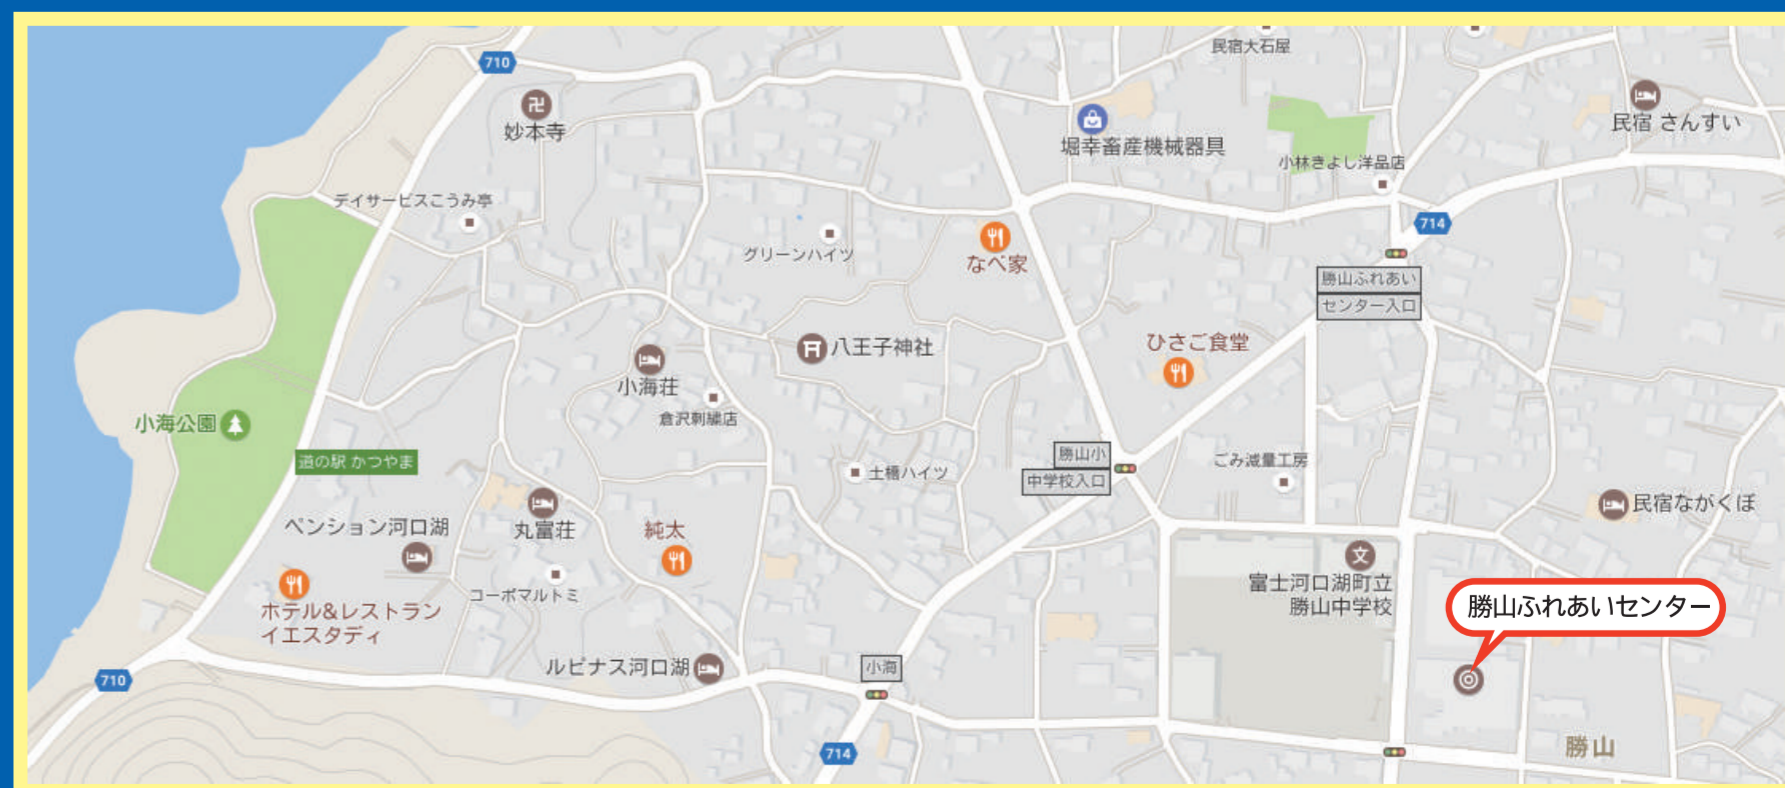 710
民宿大石屋
妙本寺
堀幸畜産機械器具
民宿 さんすい
小林きよし洋品店
デイサービスこうみ亭
714
グリーンハイツ
なべ家
勝山ふれあい
センター入口
八王子神社
ひさご食堂
小海荘
倉沢刺繍店
小海公園
道の駅 かつやま
勝山小
中学校入口
土橋ハイツ
ごみ減量工房
民宿ながくぼ
ペンション河口湖
丸富荘
純太
富士河口湖町立
勝山中学校
コーポマルトミ
ホテル&レストラン
イエスタディ
勝山ふれあいセンター
ルピナス河口湖
小海
710
714
勝山